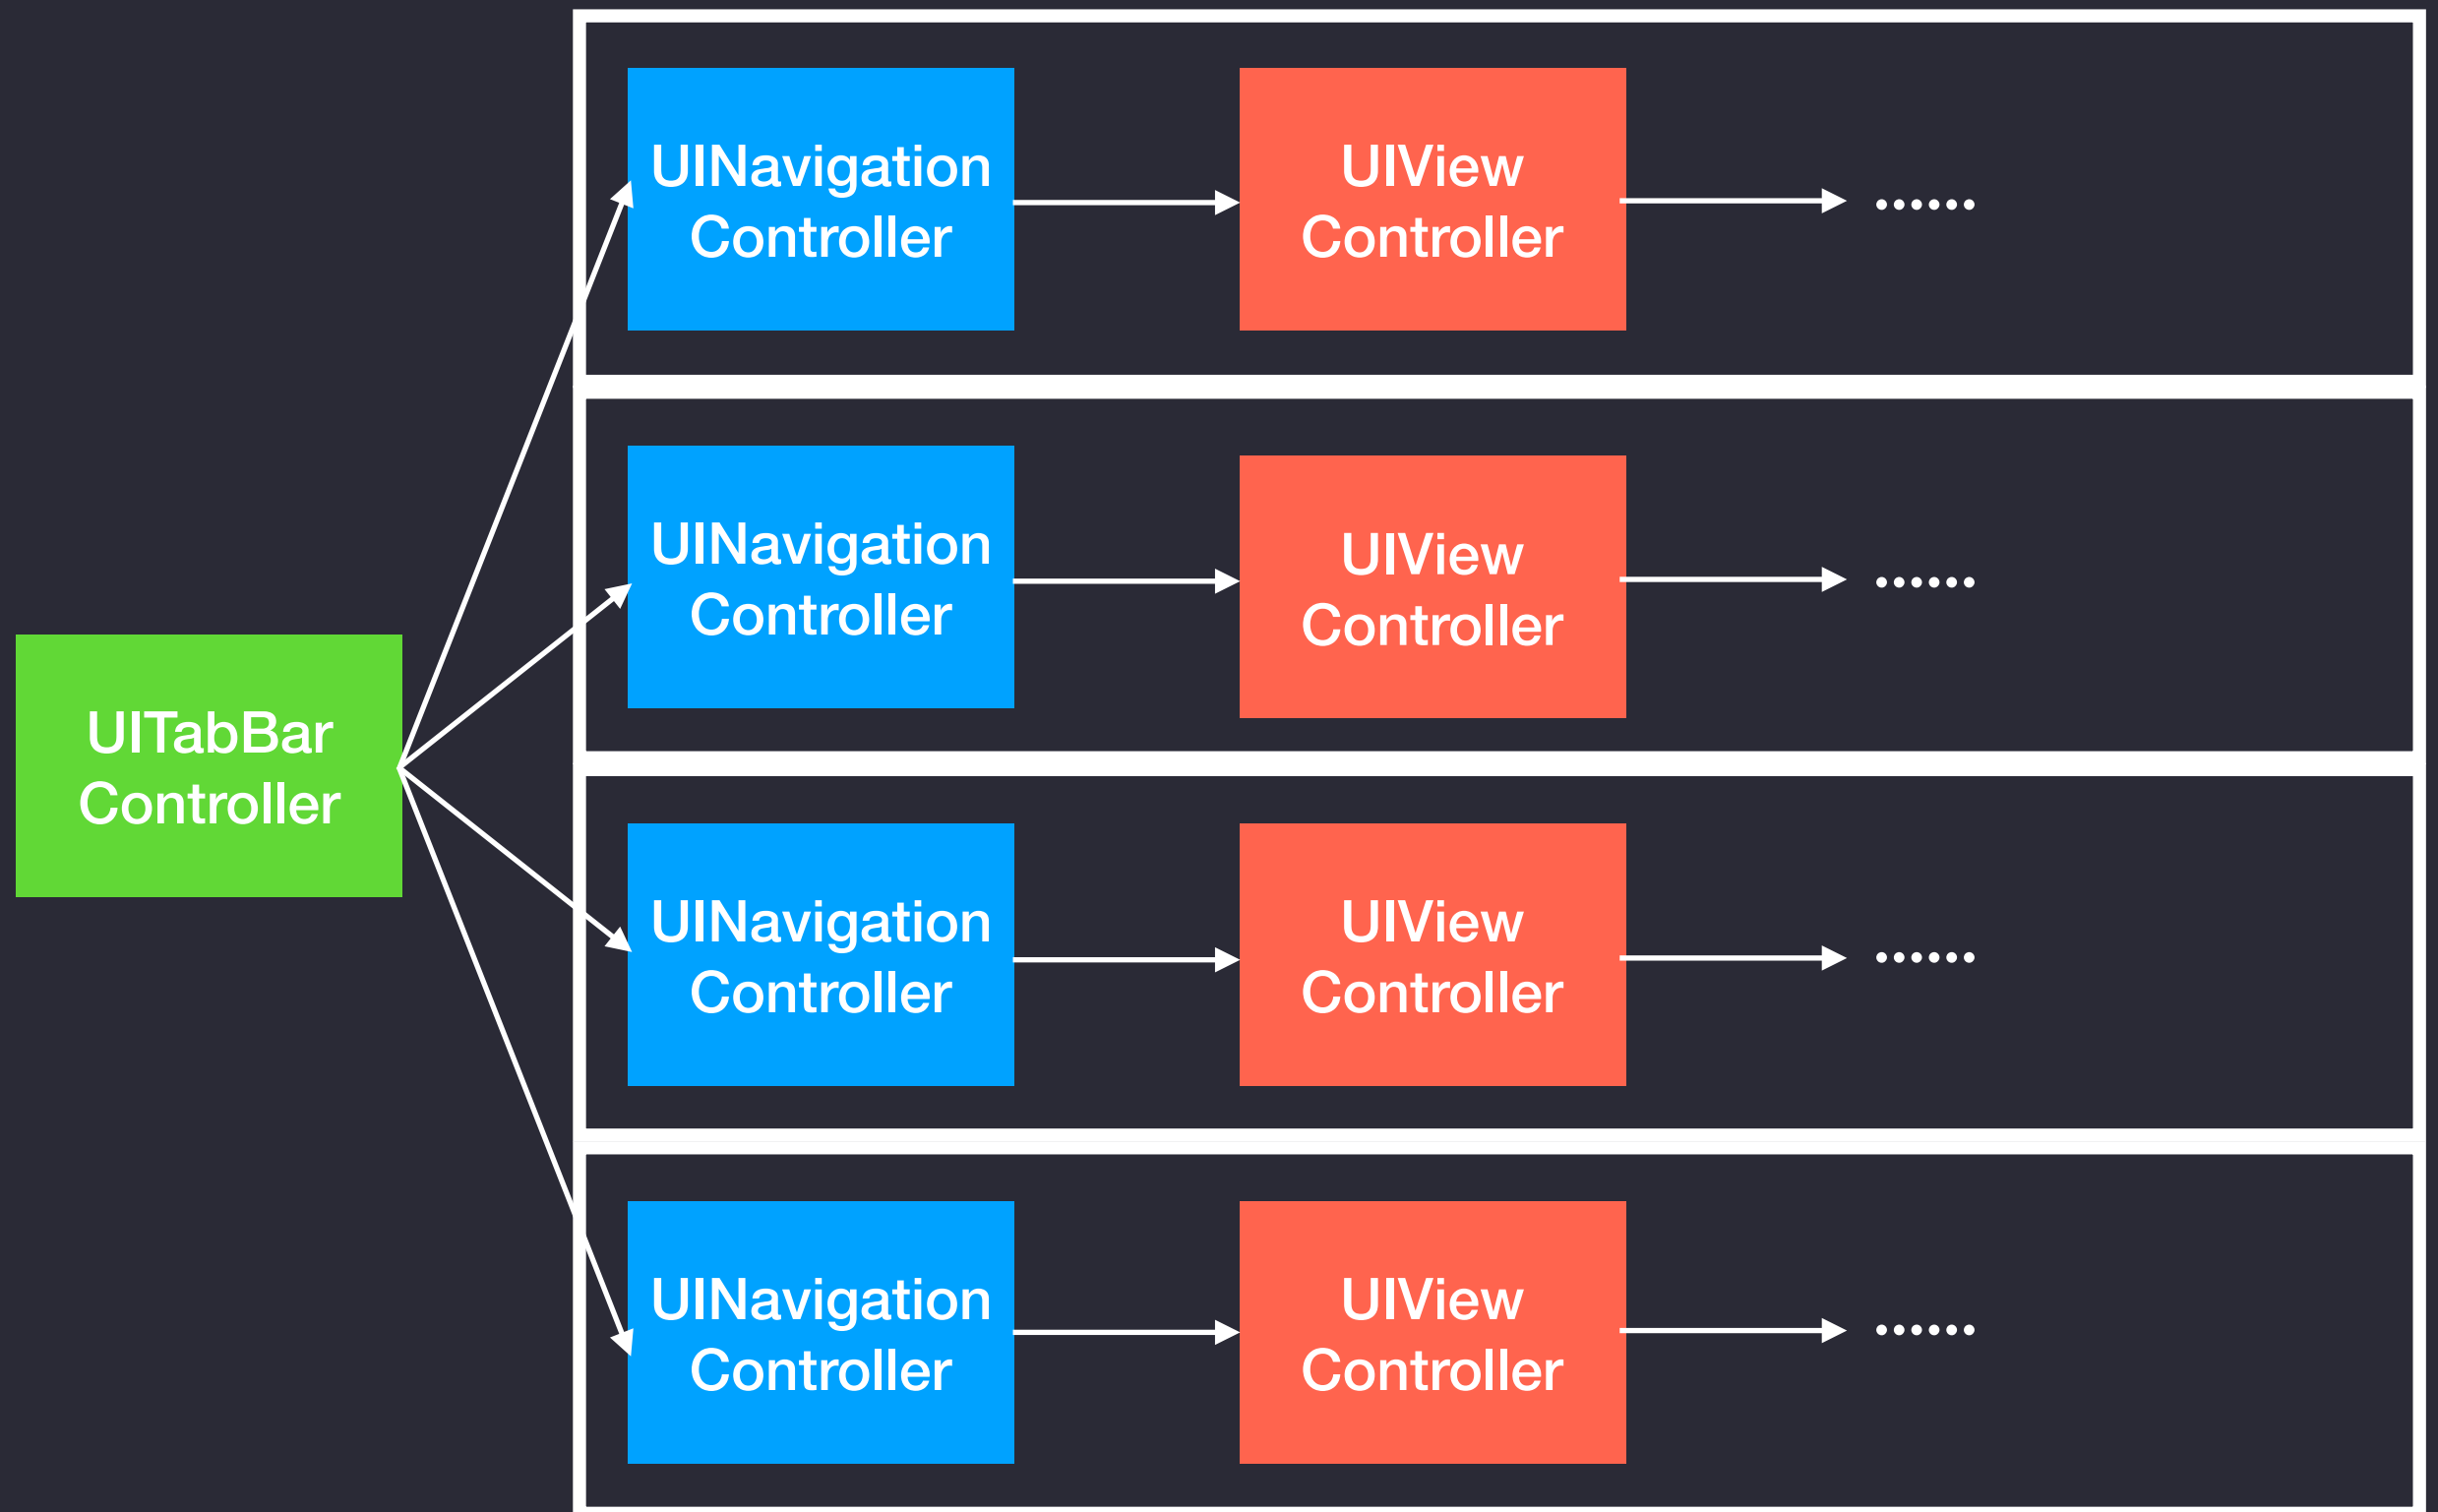 UINavigation
Controller
UIView
Controller
......
UINavigation
Controller
UIView
Controller
......
UITabBar
Controller
UINavigation
Controller
UIView
Controller
......
UINavigation
Controller
UIView
Controller
......